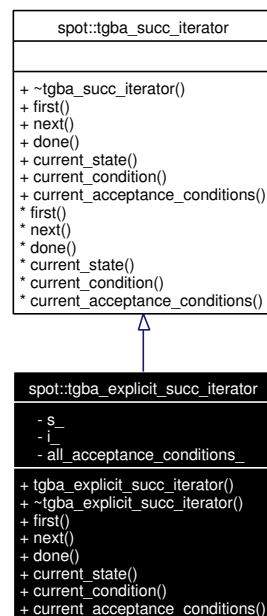 spot::tgba_succ_iterator
+ ~tgba_succ_iterator()
+ first()
+ next()
+ done()
+ current_state()
+ current_condition()
+ current_acceptance_conditions()
* first()
* next()
* done()
* current_state()
* current_condition()
* current_acceptance_conditions()
spot::tgba_explicit_succ_iterator
- s_
- i_
- all_acceptance_conditions_
+ tgba_explicit_succ_iterator()
+ ~tgba_explicit_succ_iterator()
+ first()
+ next()
+ done()
+ current_state()
+ current_condition()
+ current_acceptance_conditions()